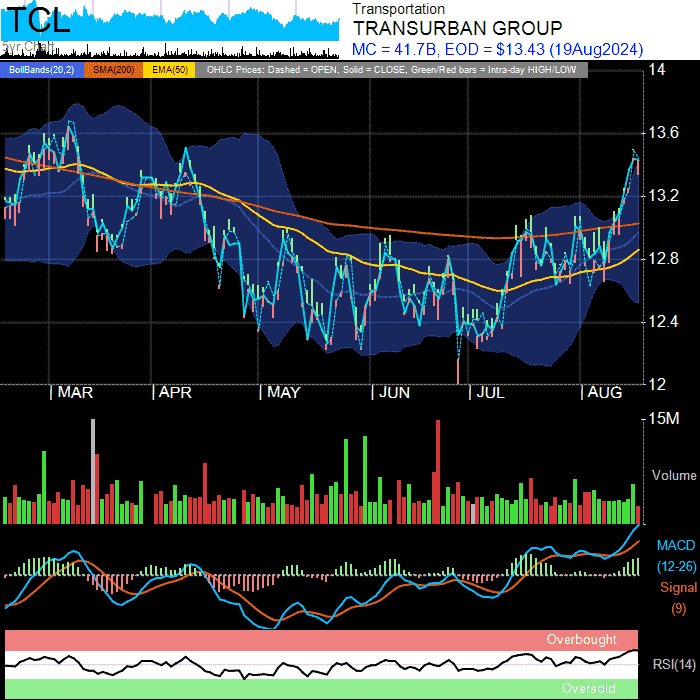 TCL
5yr Chart
Transportation
TRANSURBAN GROUP
MC = 41.7B, EOD = $13.43 (19Aug2024)
BollBands(20,2) SMA(200) EMA(50) OHLC Prices: Dashed = OPEN, Solid = CLOSE, Green/Red bars = Intra-day HIGH/LOW
14
13.6
13.2
12.8
12.4
12
MAR APR MAY JUN JUL AUG
15M
Volume
MACD
(12-26)
Signal
(9)
Overbought
RSI(14)
Oversold